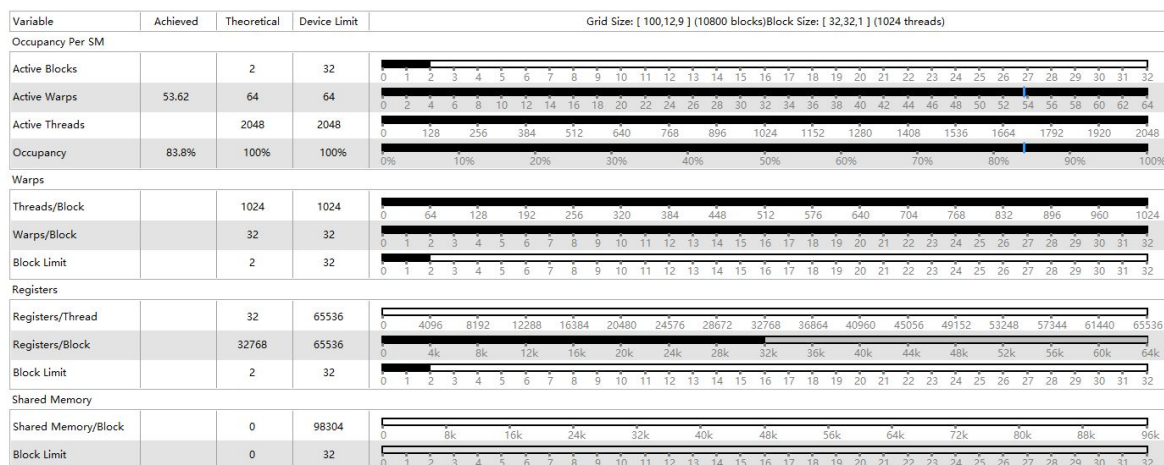 Variable Achieved Theoretical Device Limit Grid Size: [ 100,12,9 ] (10800 blocks)Block Size: [ 32,32,1 ] (1024 threads)
Occupancy Per SM
Active Blocks 2 32
0 1 2 3 4 5 6 7 8 9 10 11 12 13 14 15 16 17 18 19 20 21 22 23 24 25 26 27 28 29 30 31 32
Active Warps 53.62 64 64
0 2 4 6 8 10 12 14 16 18 20 22 24 26 28 30 32 34 36 38 40 42 44 46 48 50 52 54 56 58 60 62 64
Active Threads 2048 2048
0 128 256 384 512 640 768 896 1024 1152 1280 1408 1536 1664 1792 1920 2048
Occupancy 83.8% 100% 100%
0% 10% 20% 30% 40% 50% 60% 70% 80% 90% 100%
Warps
Threads/Block 1024 1024
0 64 128 192 256 320 384 448 512 576 640 704 768 832 896 960 1024
Warps/Block 32 32
0 1 2 3 4 5 6 7 8 9 10 11 12 13 14 15 16 17 18 19 20 21 22 23 24 25 26 27 28 29 30 31 32
Block Limit 2 32
0 1 2 3 4 5 6 7 8 9 10 11 12 13 14 15 16 17 18 19 20 21 22 23 24 25 26 27 28 29 30 31 32
Registers
Registers/Thread 32 65536
0 4096 8192 12288 16384 20480 24576 28672 32768 36864 40960 45056 49152 53248 57344 61440 65536
Registers/Block 32768 65536
0 4k 8k 12k 16k 20k 24k 28k 32k 36k 40k 44k 48k 52k 56k 60k 64k
Block Limit 2 32
0 1 2 3 4 5 6 7 8 9 10 11 12 13 14 15 16 17 18 19 20 21 22 23 24 25 26 27 28 29 30 31 32
Shared Memory
Shared Memory/Block 0 98304
0 8k 16k 24k 32k 40k 48k 56k 64k 72k 80k 88k 96k
Block Limit 0 32
0 1 2 3 4 5 6 7 8 9 10 11 12 13 14 15 16 17 18 19 20 21 22 23 24 25 26 27 28 29 30 31 32